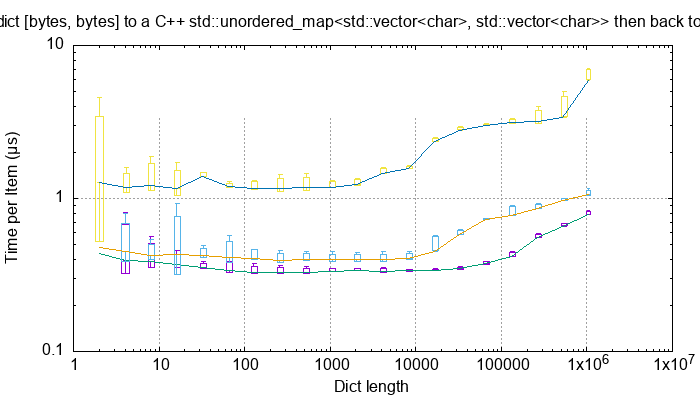 dict [bytes, bytes] to a C++ std::unordered_map<std::vector<char>, std::vector<char>> then back to
10
1
0.1
Time per Item (µs)
1
10
100
1000
10000
100000
1x10⁶
1x10⁷
Dict length